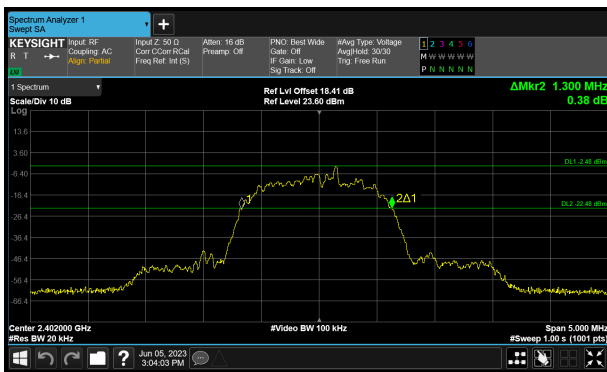 Spectrum Analyzer 1
Swept SA
+
KEYSIGHT
R T
Input: RF
Coupling: AC
Align: Partial
Input Z: 50 Ω
Corr CCorr RCal
Freq Ref: Int (S)
Atten: 16 dB
Preamp: Off
PNO: Best Wide
Gate: Off
IF Gain: Low
Sig Track: Off
#Avg Type: Voltage
Avg|Hold: 30/30
Trig: Free Run
1 2 3 4 5 6
M W W W W W
P N N N N N
1 Spectrum
Scale/Div 10 dB
Ref Lvl Offset 18.41 dB
Ref Level 23.60 dBm
ΔMkr2 1.300 MHz
0.38 dB
Log
13.6
3.60
DL1 -2.48 dBm
-6.40
-16.4
1
2Δ1
DL2 -22.48 dBm
-26.4
-36.4
-46.4
-56.4
-66.4
Center 2.402000 GHz
#Res BW 20 kHz
#Video BW 100 kHz
Span 5.000 MHz
#Sweep 1.00 s (1001 pts)
?
Jun 05, 2023
3:04:03 PM